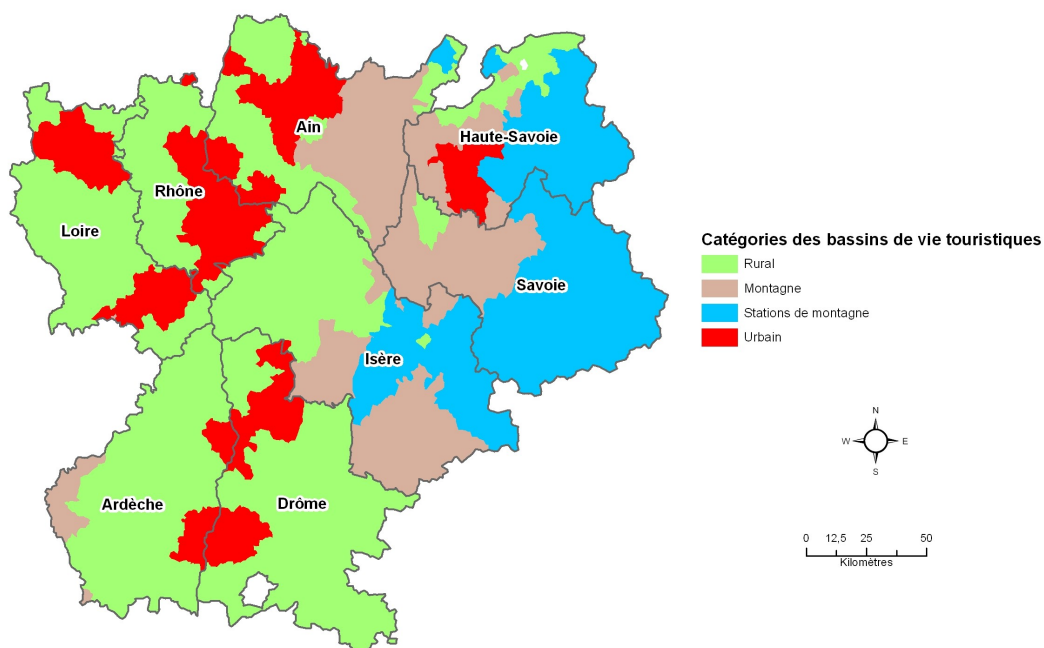 Ain
Haute-Savoie
Rhône
Loire
Savoie
Isère
Ardèche
Drôme
Catégories des bassins de vie touristiques
Rural
Montagne
Stations de montagne
Urbain
N
W
E
S
0 12,5 25 50
Kilomètres